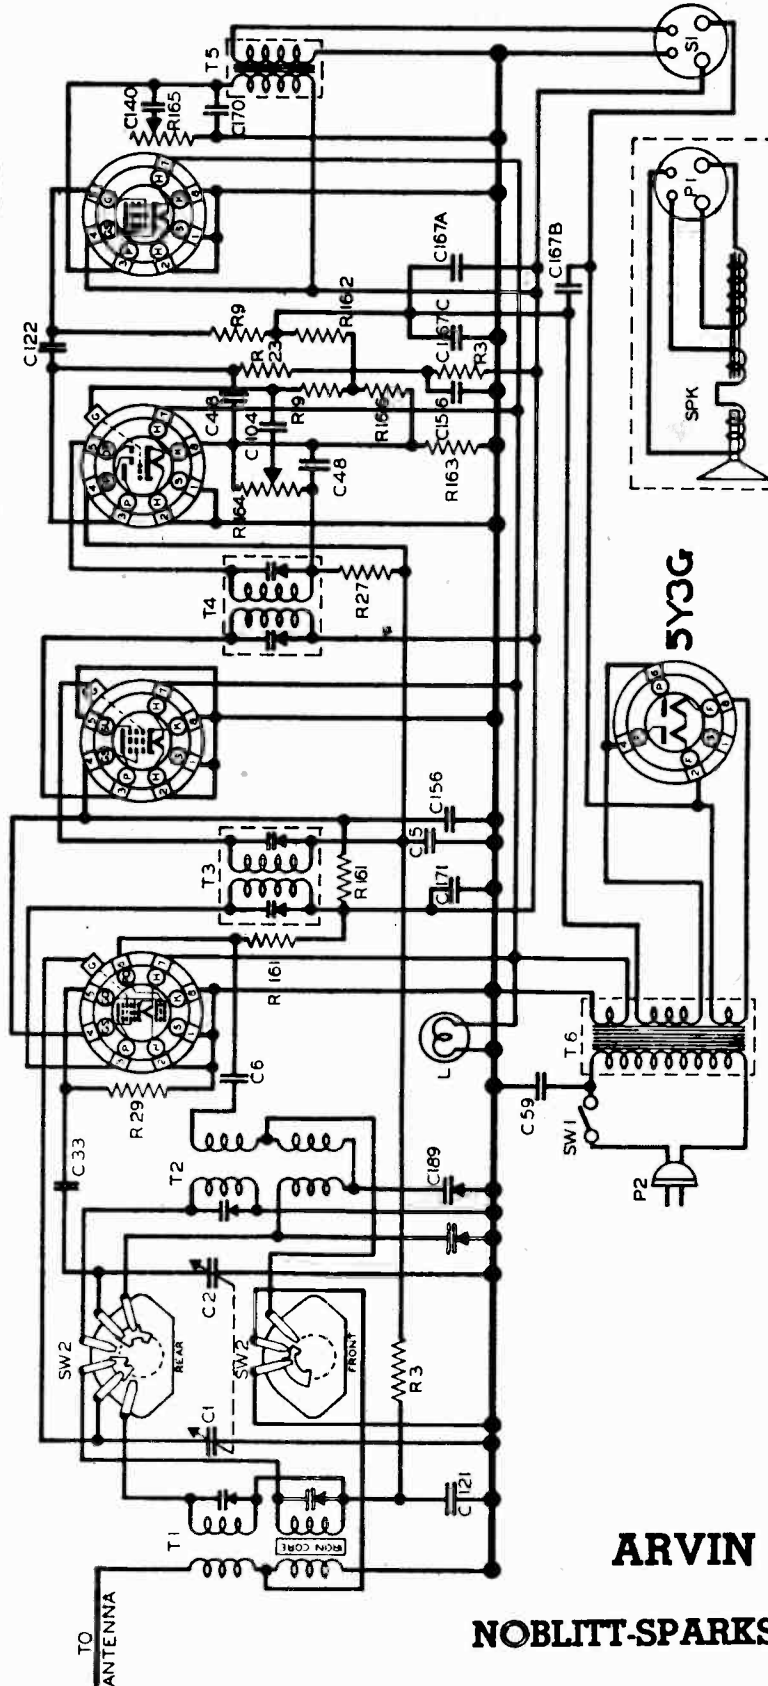 T5
S1
C140
R165
C170
C122
R9
R162
C167A
C167C
C167B
R
23
R3
C48
C104
R9
R166
C156
P1
SPK
R164
C48
R163
T4
R27
5Y3G
T3
R161
C15
C156
C171
R161
R29
C33
C6
L
T6
C59
SW1
P2
T2
C189
SW2
REAR
C2
SW2
FRONT
C1
R3
T1
IRON CORE
C121
TO
ANTENNA
ARVIN
NOBLITT-SPARKS